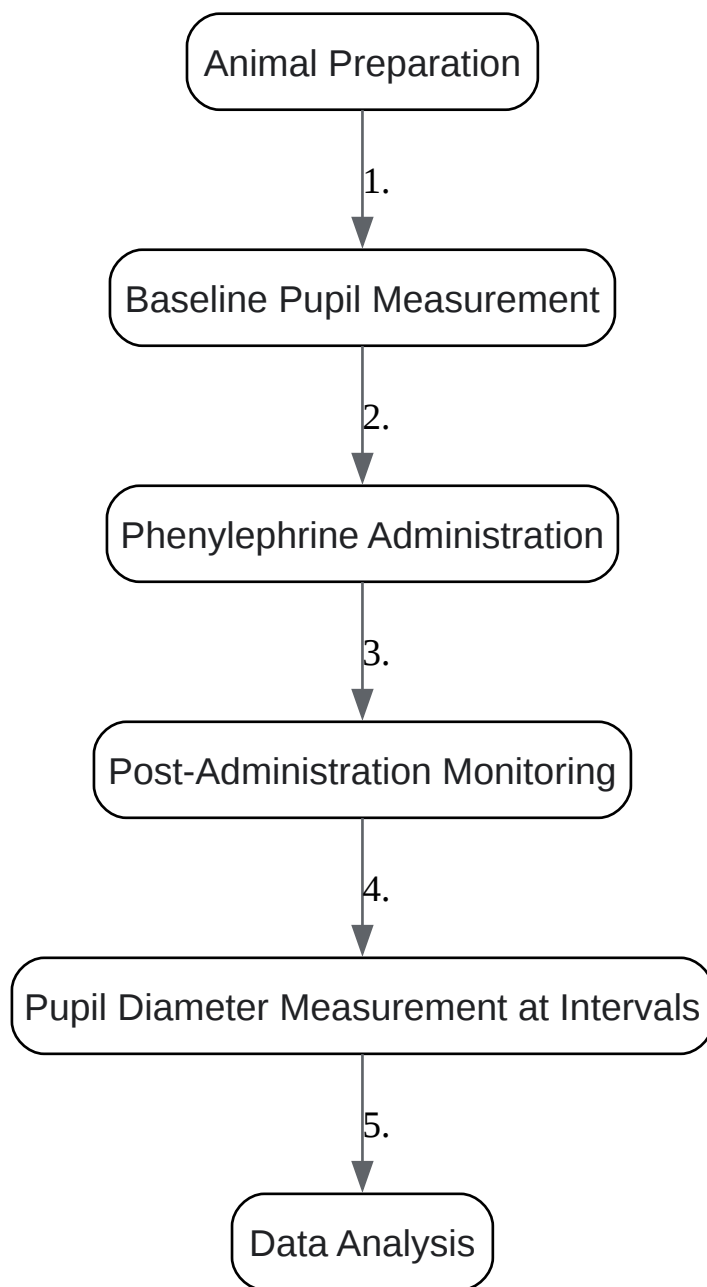 Animal Preparation
1.
Baseline Pupil Measurement
2.
Phenylephrine Administration
3.
Post-Administration Monitoring
4.
Pupil Diameter Measurement at Intervals
5.
Data Analysis